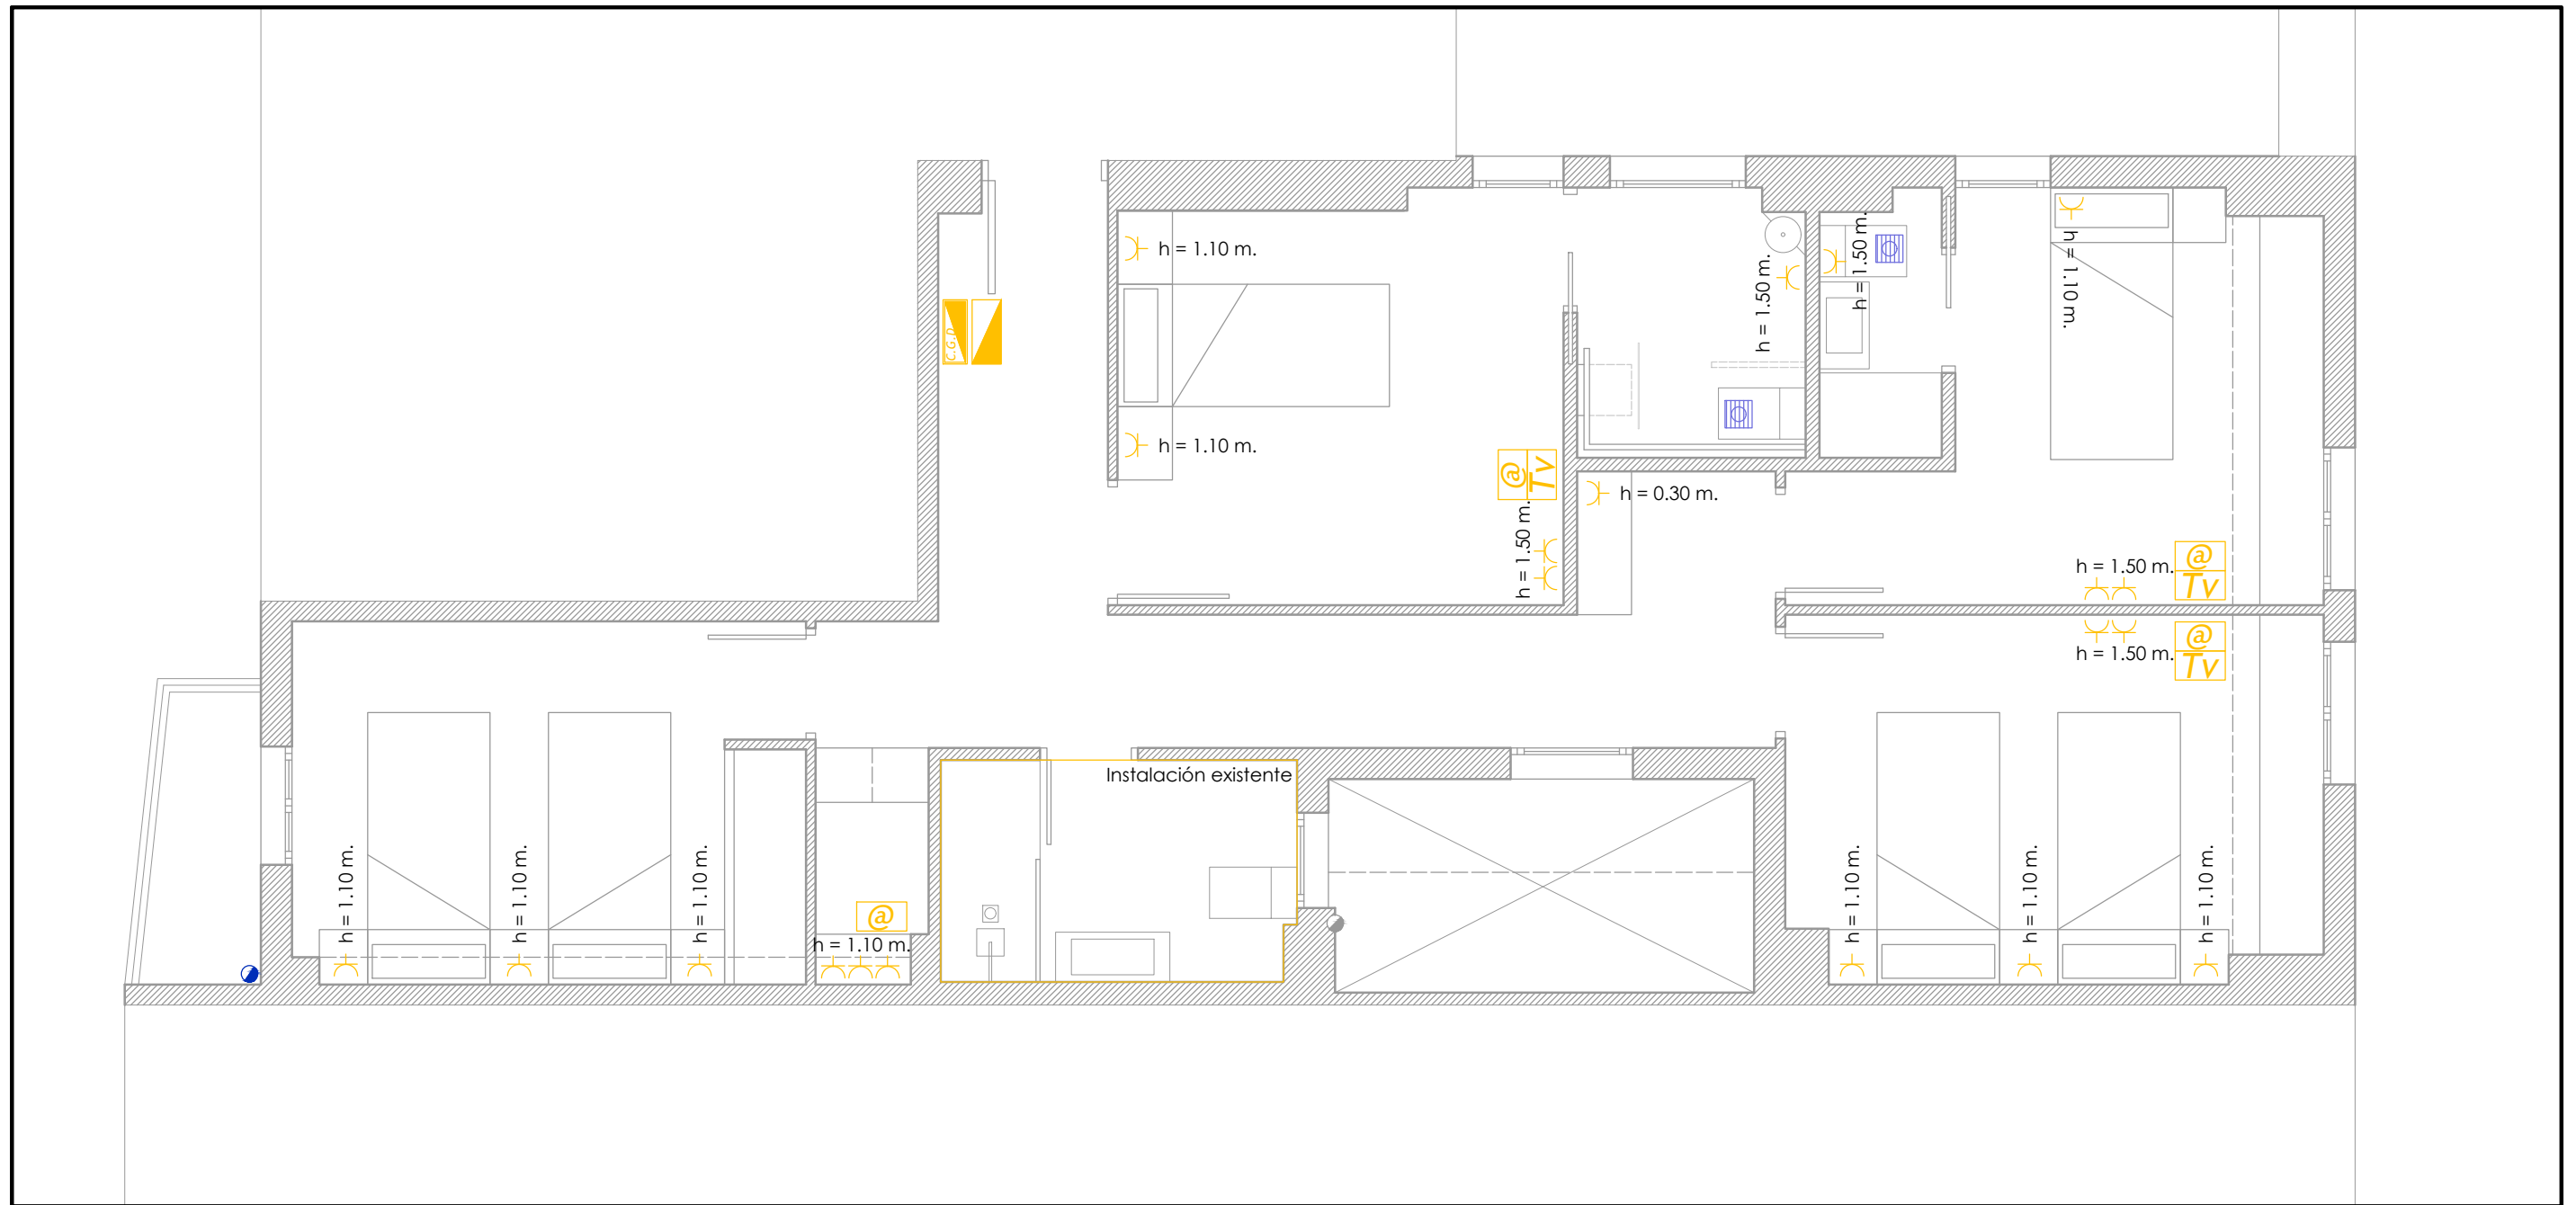 h = 1.10 m.
h = 1.50 m.
h = 1.50 m.
h = 1.10 m.
C.G.D
h = 1.10 m.
@
Tv
h = 0.30 m.
h = 1.50 m.
h = 1.50 m.
@
Tv
h = 1.50 m.
@
Tv
Instalación existente
h = 1.10 m.
h = 1.10 m.
h = 1.10 m.
@
h = 1.10 m.
h = 1.10 m.
h = 1.10 m.
h = 1.10 m.